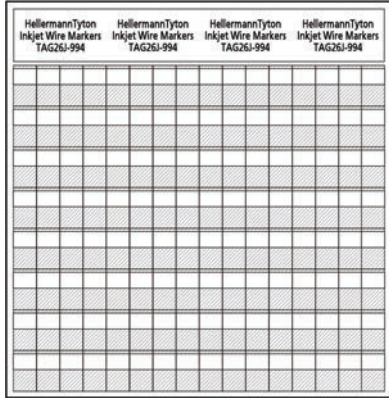 HellermannTyton HellermannTyton HellermannTyton HellermannTyton
Inkjet Wire Markers Inkjet Wire Markers Inkjet Wire Markers Inkjet Wire Markers
TAG26J-994 TAG26J-994 TAG26J-994 TAG26J-994